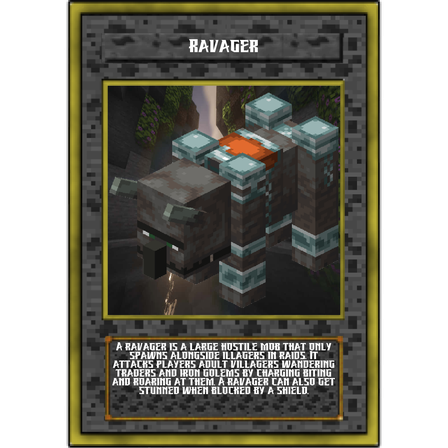 RAVAGER
A RAVAGER IS A LARGE HOSTILE MOB THAT ONLY
SPAWNS ALONGSIDE ILLAGERS IN RAIDS. IT
ATTACKS PLAYERS ADULT VILLAGERS WANDERING
TRADERS AND IRON GOLEMS BY CHARGING BITING
AND ROARING AT THEM. A RAVAGER CAN ALSO GET
STUNNED WHEN BLOCKED BY A SHIELD.